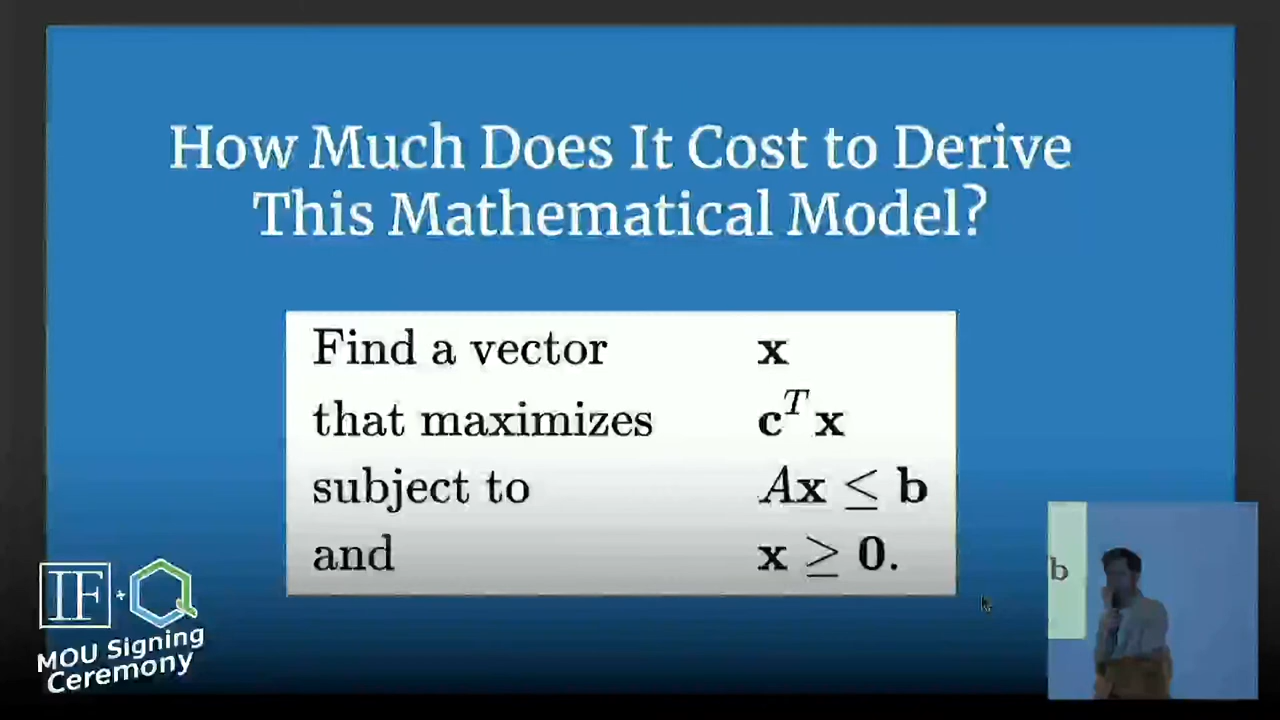 How Much Does It Cost to Derive
This Mathematical Model?
Find a vector x
that maximizes cᵀx
subject to Ax ≤ b
and x ≥ 0.
b
IF + Q
MOU Signing
Ceremony